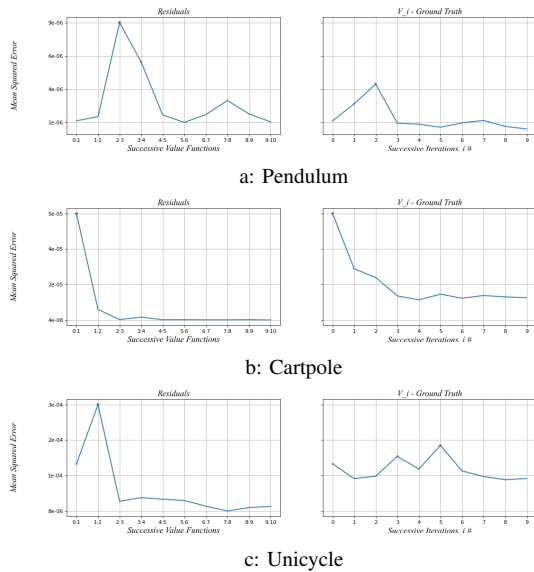 Residuals
V_i - Ground Truth
Mean Squared Error
9e-06
4e-06
1e-06
0:1 1:2 2:3 3:4 4:5 5:6 6:7 7:8 8:9 9:10
0 1 2 3 4 5 6 7 8 9
Successive Value Functions
Successive Iterations, i #
a: Pendulum
Residuals
V_i - Ground Truth
Mean Squared Error
5e-05
4e-05
2e-05
4e-06
0:1 1:2 2:3 3:4 4:5 5:6 6:7 7:8 8:9 9:10
0 1 2 3 4 5 6 7 8 9
Successive Value Functions
Successive Iterations, i #
b: Cartpole
Residuals
V_i - Ground Truth
Mean Squared Error
3e-04
2e-04
1e-04
8e-06
0:1 1:2 2:3 3:4 4:5 5:6 6:7 7:8 8:9 9:10
0 1 2 3 4 5 6 7 8 9
Successive Value Functions
Successive Iterations, i #
c: Unicycle